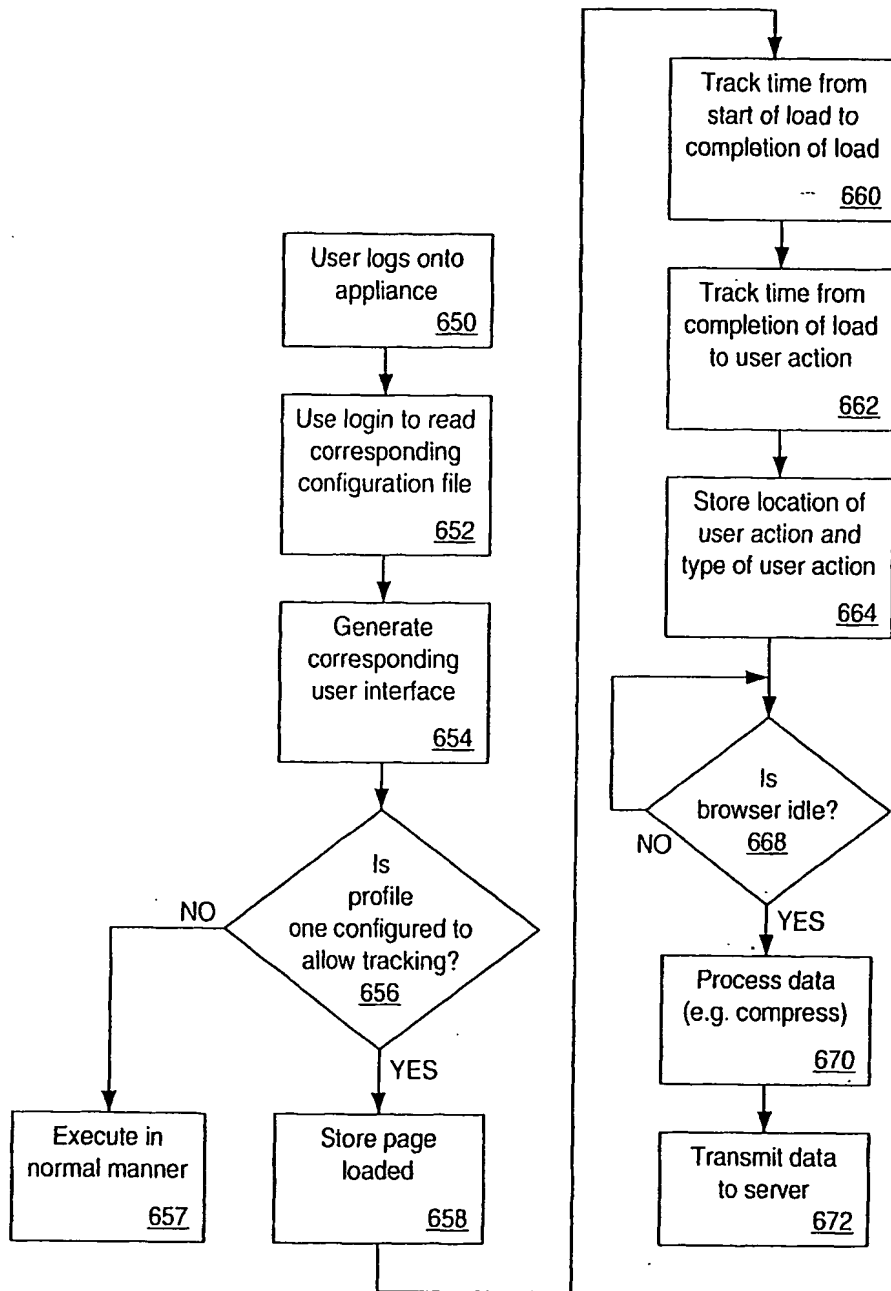 User logs onto
appliance
650
Use login to read
corresponding
configuration file
652
Generate
corresponding
user interface
654
Is
profile
one configured to
allow tracking?
656
NO
YES
Execute in
normal manner
657
Store page
loaded
658
Track time from
start of load to
completion of load
660
Track time from
completion of load
to user action
662
Store location of
user action and
type of user action
664
Is
browser idle?
668
NO
YES
Process data
(e.g. compress)
670
Transmit data
to server
672